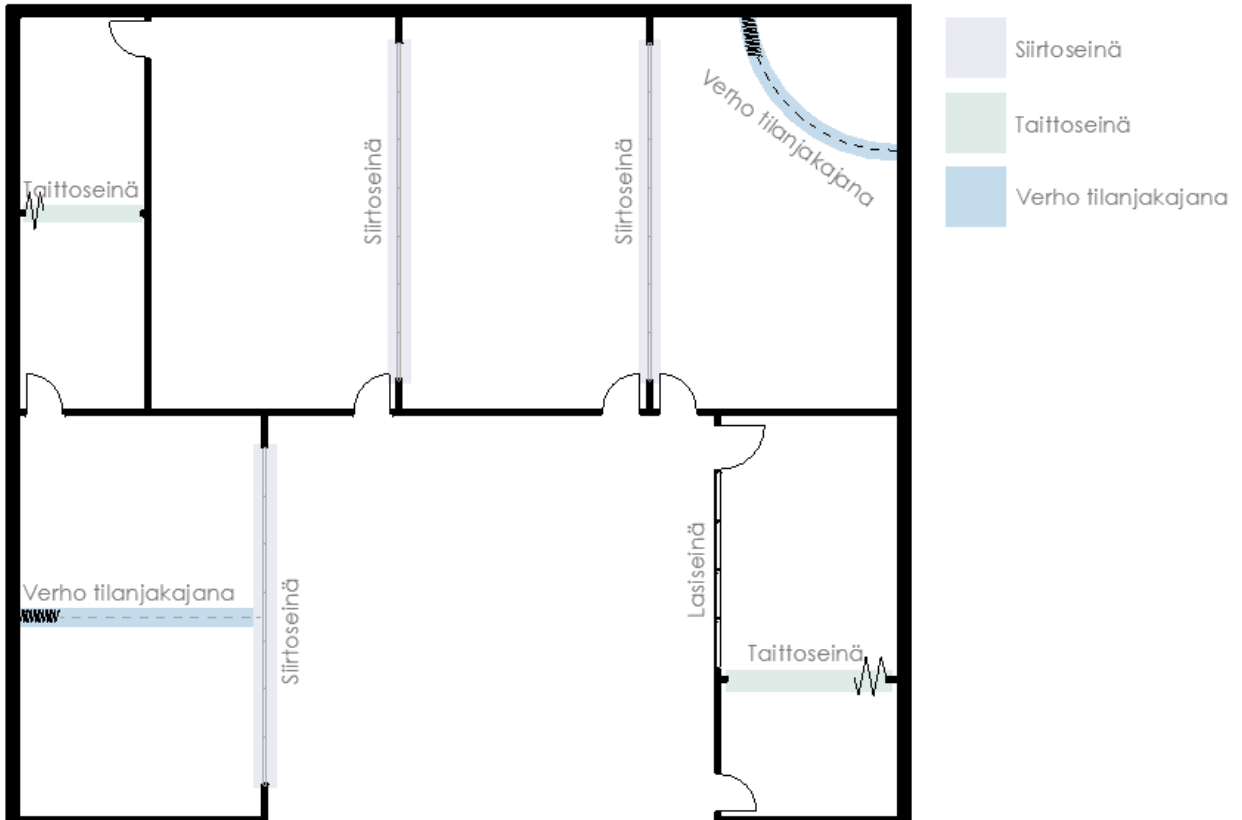 Siirtoseinä
Taittoseinä
Verho tilanjakajana
Verho tilanjakajana
Siirtoseinä
Siirtoseinä
Taittoseinä
Verho tilanjakajana
Siirtoseinä
Lasiseinä
Taittoseinä